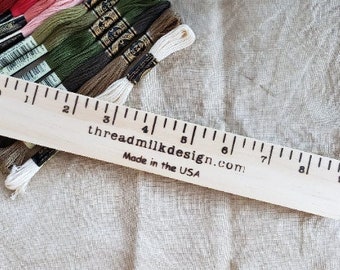 1 2 3 4 5 6 7 8
threadmilkdesign.com
Made in the USA